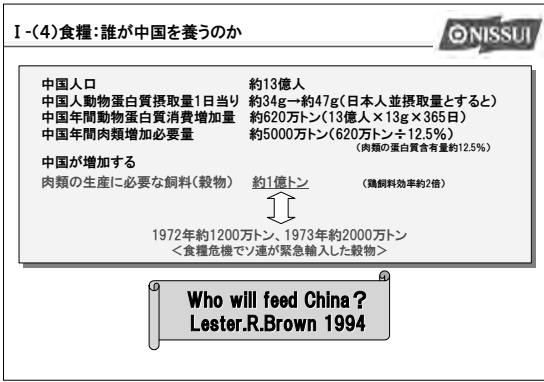 Ⅰ-(4)食糧:誰が中国を養うのか
NISSUI
中国人口 約13億人
中国人動物蛋白質摂取量1日当り 約34g→約47g(日本人並摂取量とすると)
中国年間動物蛋白質消費増加量 約620万トン(13億人×13g×365日)
中国年間肉類増加必要量 約5000万トン(620万トン÷12.5%)
(肉類の蛋白質含有量約12.5%)
中国が増加する
肉類の生産に必要な飼料(穀物) 約1億トン (鶏飼料効率約2倍)
1972年約1200万トン、1973年約2000万トン
<食糧危機でソ連が緊急輸入した穀物>
Who will feed China?
Lester.R.Brown 1994